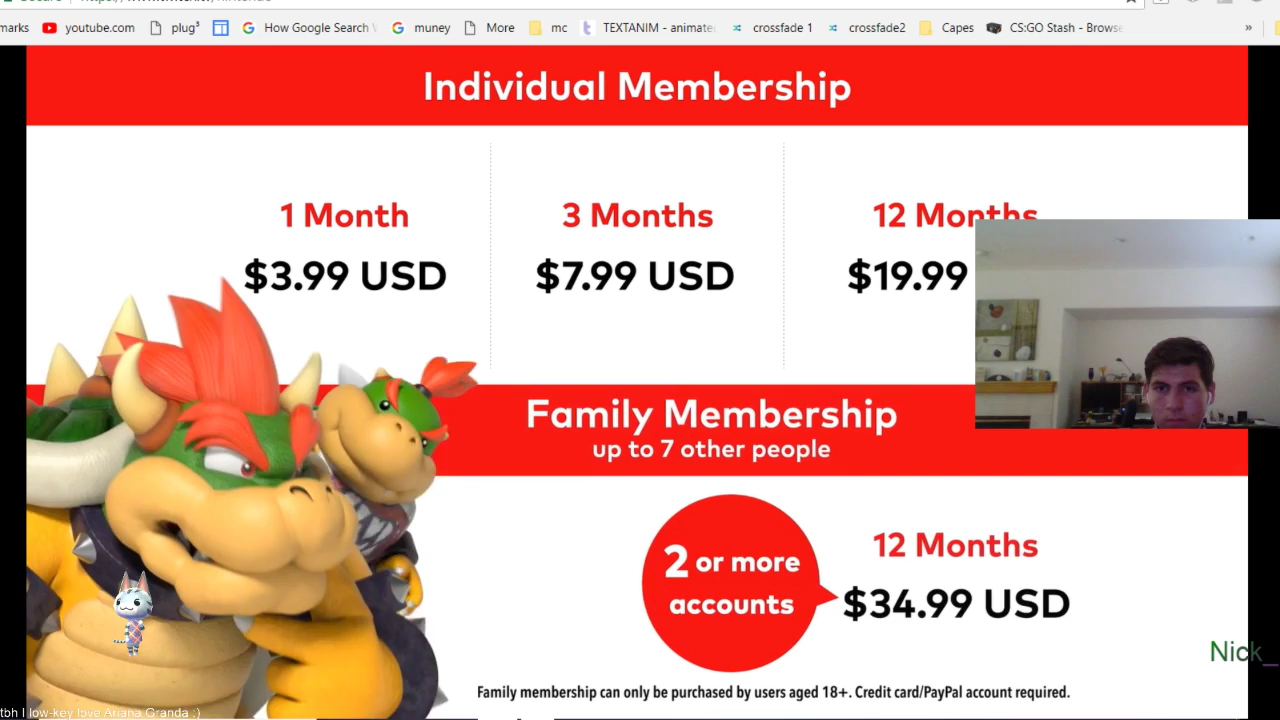 marks youtube.com plug³ How Google Search W muney More mc TEXTANIM - animate crossfade 1 crossfade2 Capes CS:GO Stash - Browse »
Individual Membership
1 Month 3 Months 12 Months
$3.99 USD $7.99 USD $19.99
Family Membership
up to 7 other people
2 or more
accounts
12 Months
$34.99 USD
Nick_
Family membership can only be purchased by users aged 18+. Credit card/PayPal account required.
tbh I low-key love Ariana Granda :)